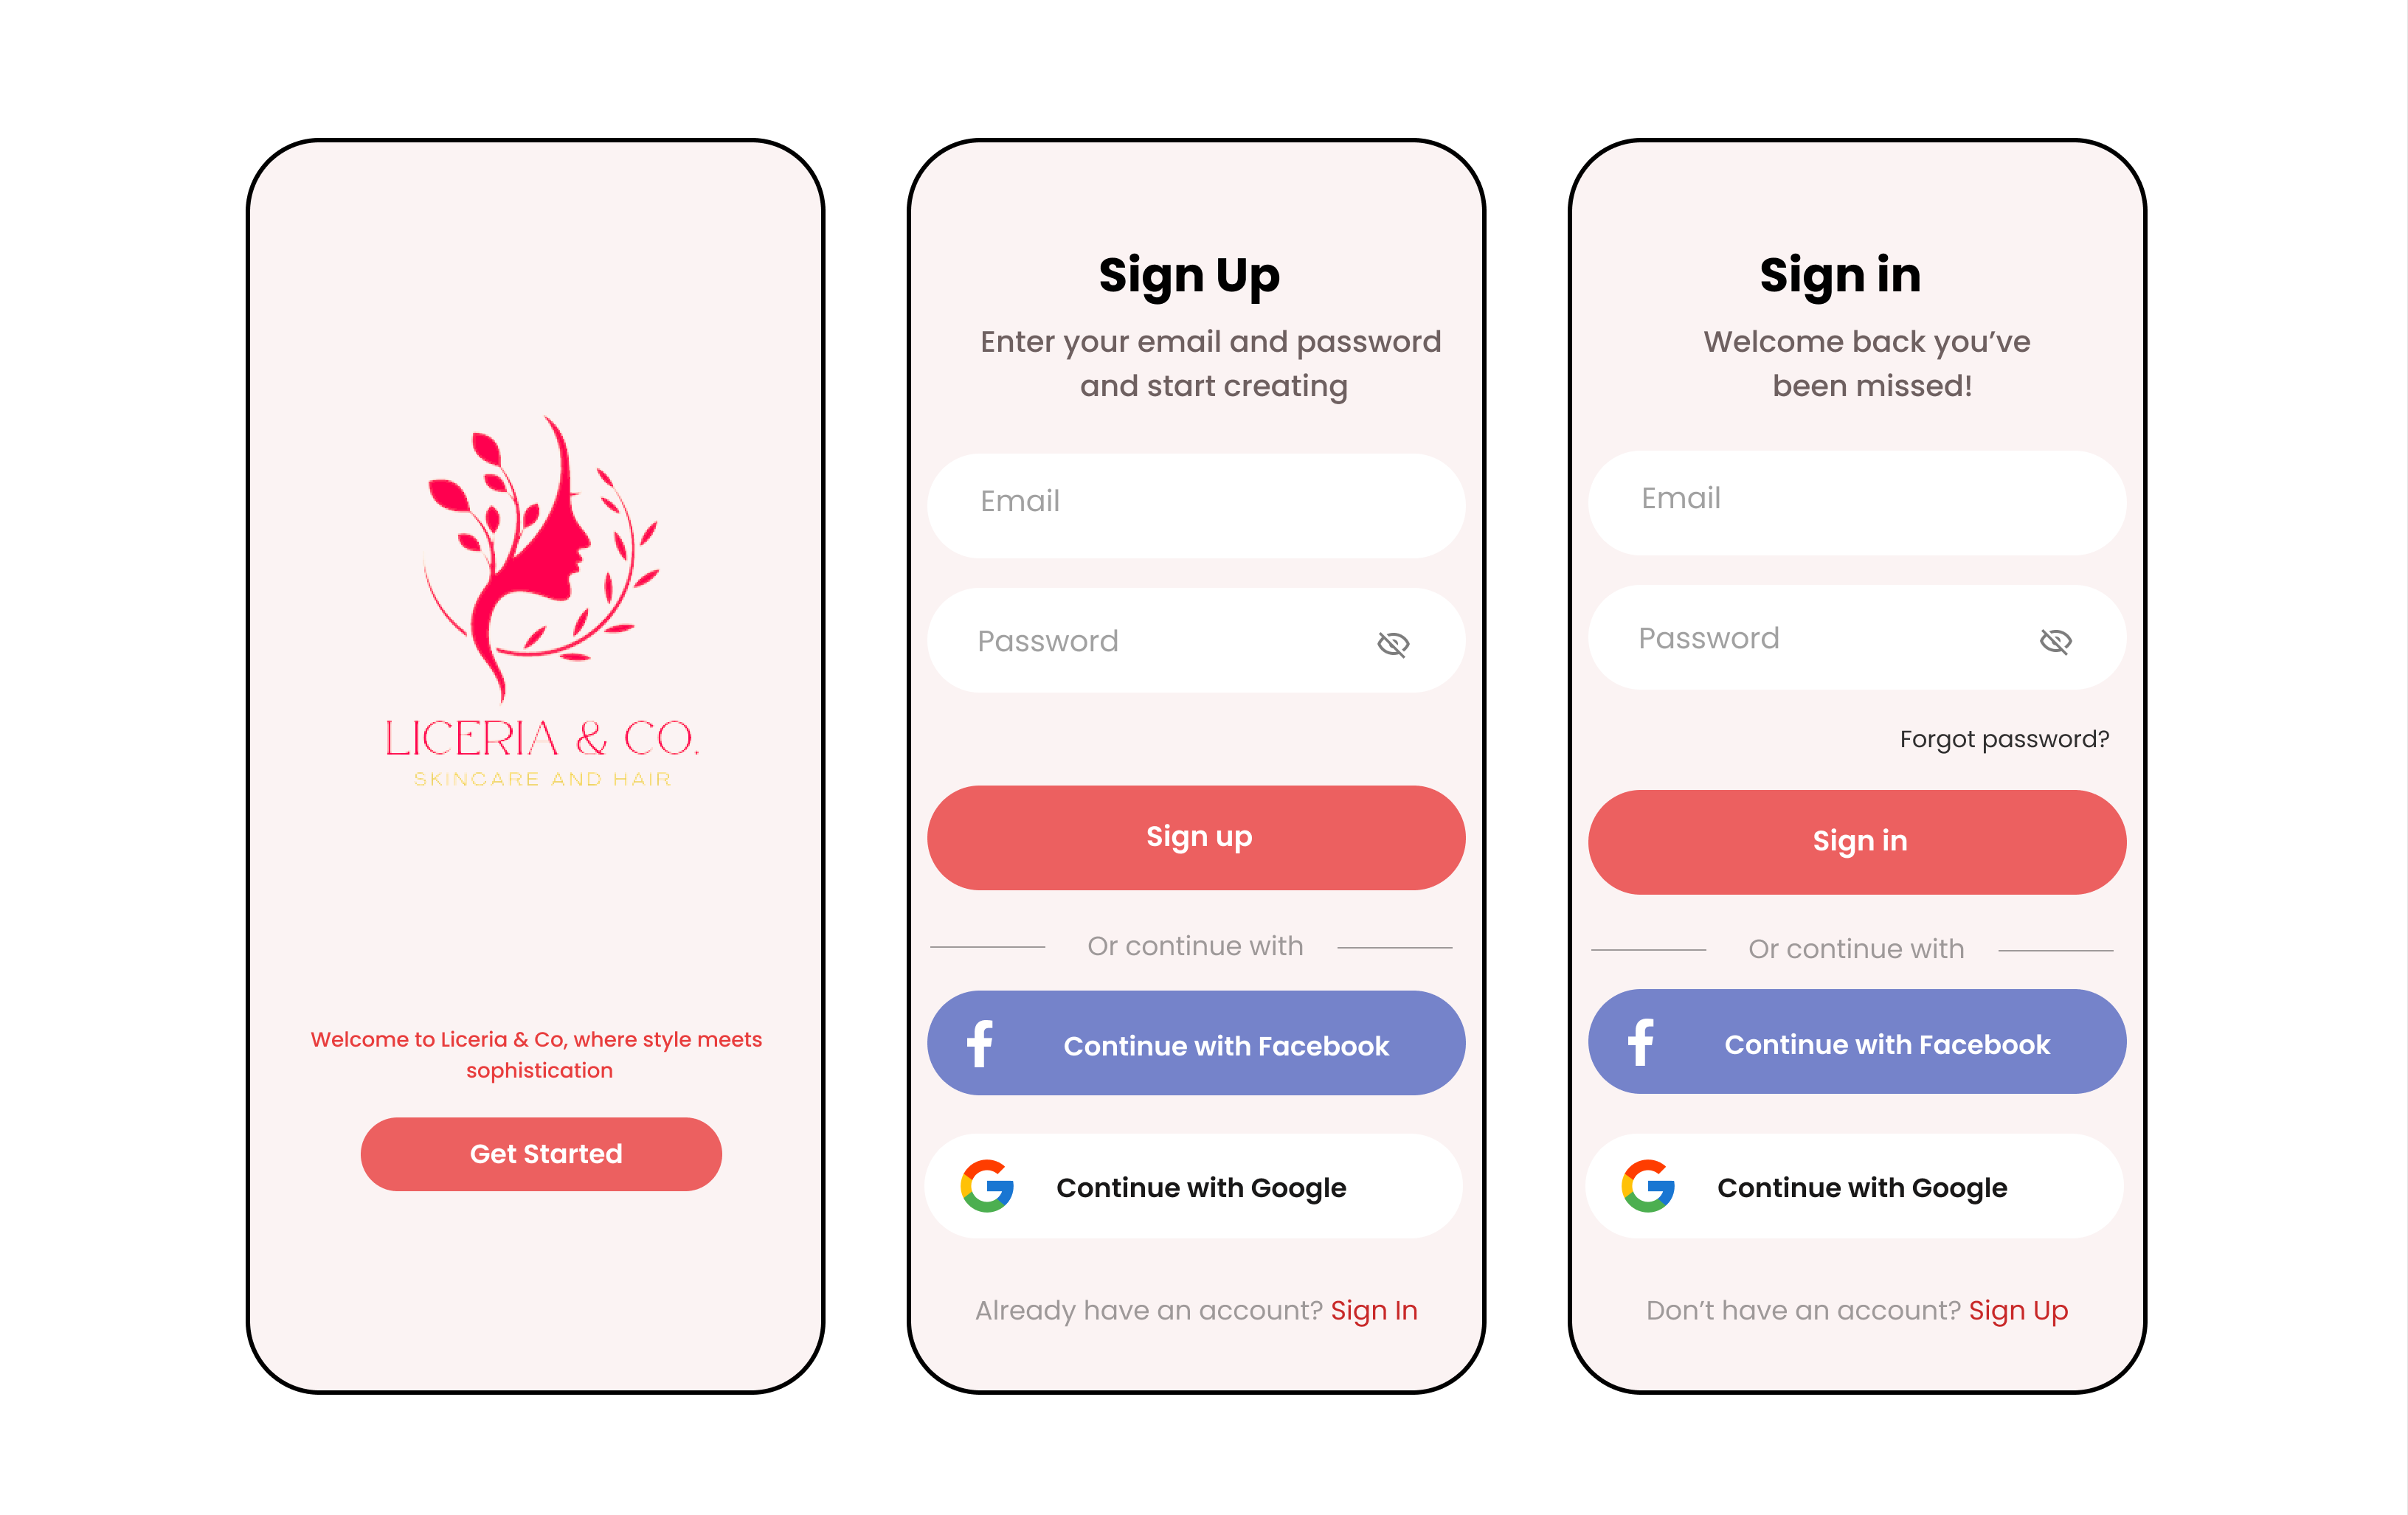 LICERIA & CO.
SKINCARE AND HAIR
Welcome to Liceria & Co, where style meets
sophistication
Get Started
Sign Up
Enter your email and password
and start creating
Email
Password
Sign up
Or continue with
Continue with Facebook
Continue with Google
Already have an account? Sign In
Sign in
Welcome back you’ve
been missed!
Email
Password
Forgot password?
Sign in
Or continue with
Continue with Facebook
Continue with Google
Don’t have an account? Sign Up